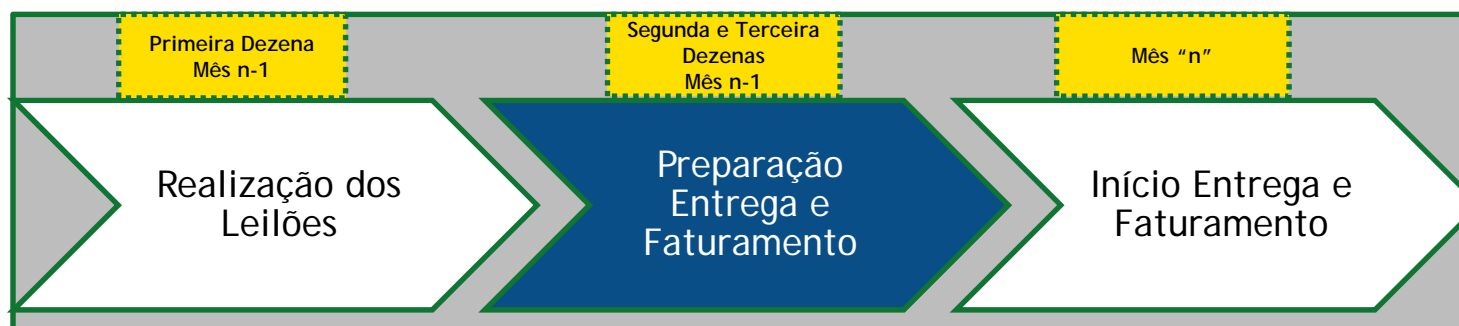 Primeira Dezena
Mês n-1
Segunda e Terceira
Dezenas
Mês n-1
Mês “n”
Realização dos
Leilões
Preparação
Entrega e
Faturamento
Início Entrega e
Faturamento